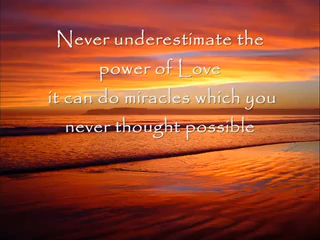 Never underestimate the
power of Love
it can do miracles which you
never thought possible